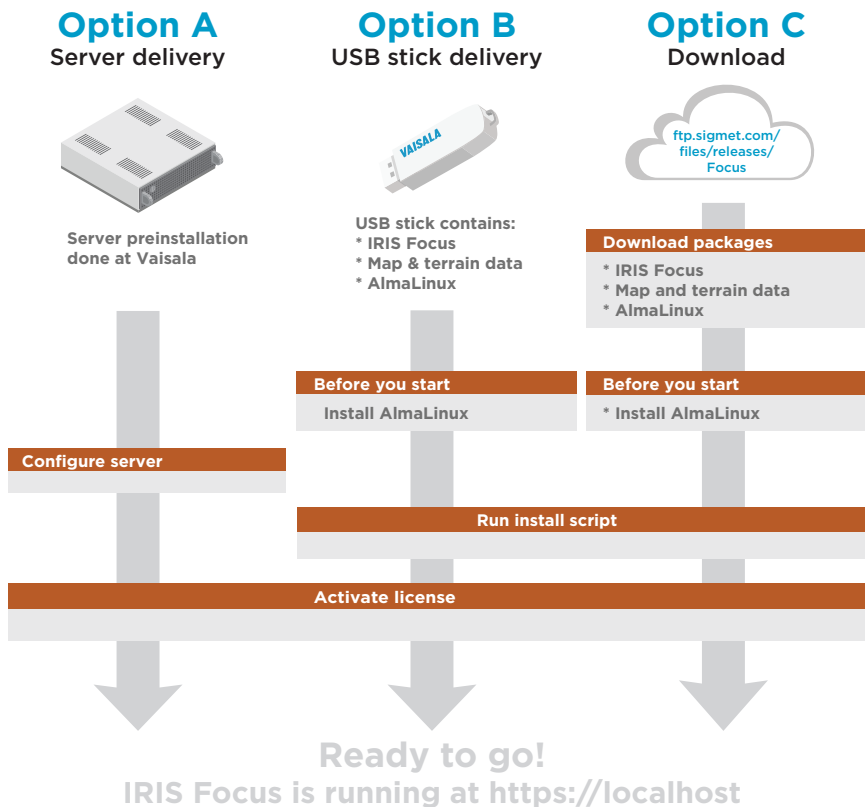 Option A
Server delivery
Server preinstallation
done at Vaisala
Option B
USB stick delivery
VAISALA
USB stick contains:
* IRIS Focus
* Map & terrain data
* AlmaLinux
Option C
Download
ftp.sigmet.com/
files/releases/
Focus
Download packages
* IRIS Focus
* Map and terrain data
* AlmaLinux
Before you start
Install AlmaLinux
Before you start
* Install AlmaLinux
Configure server
Run install script
Activate license
Ready to go!
IRIS Focus is running at https://localhost